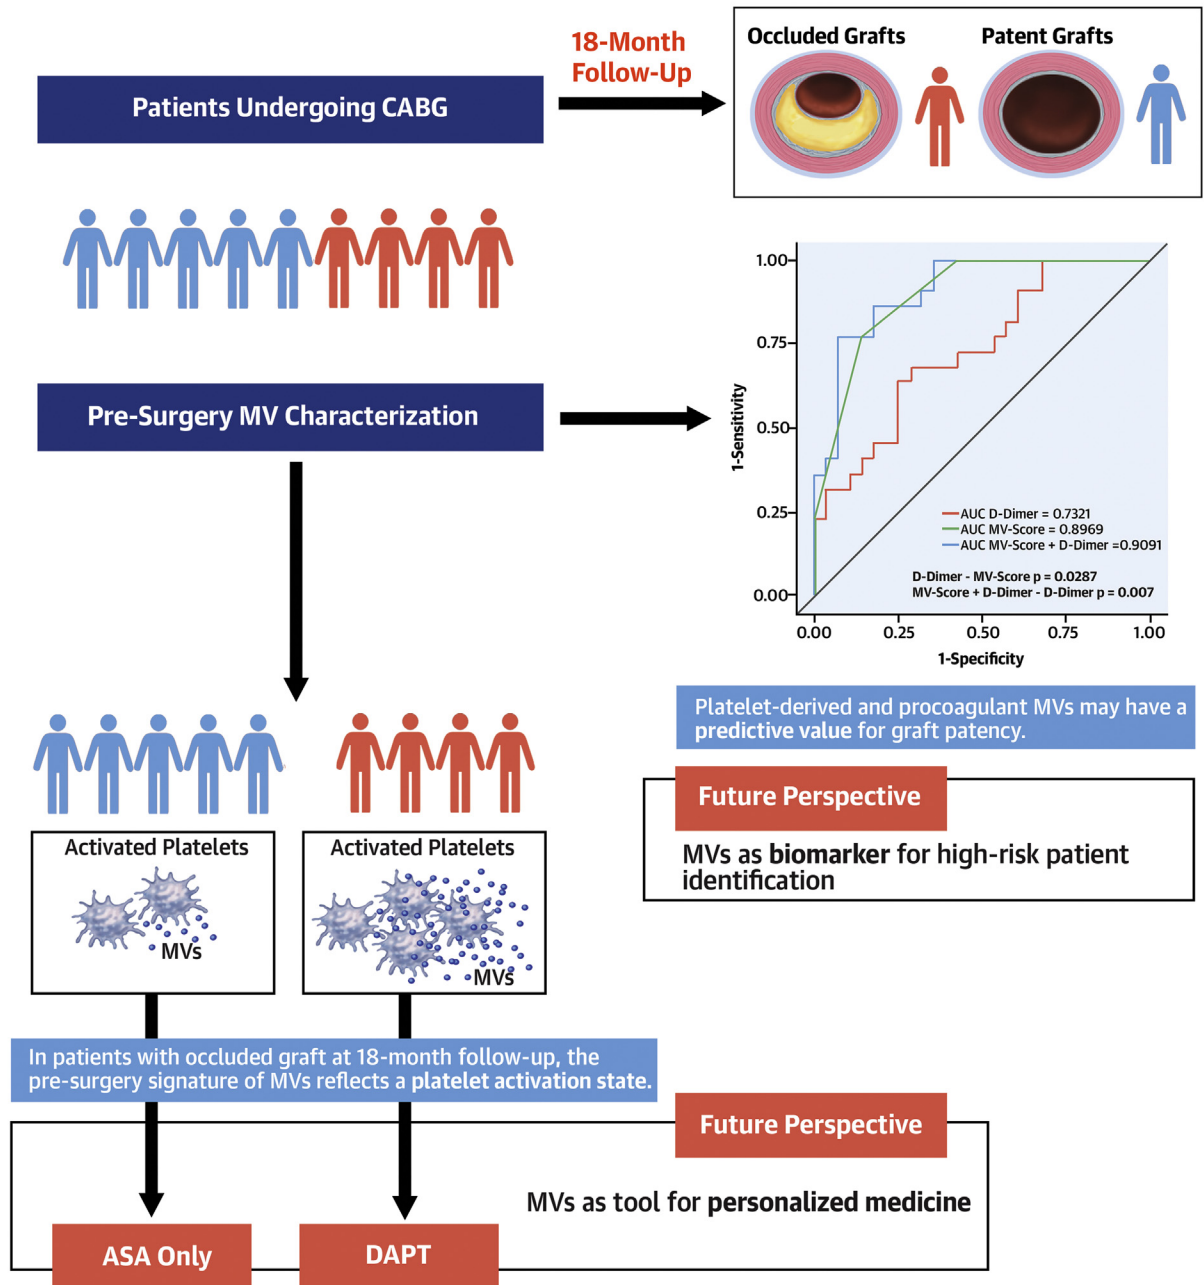 18-Month
Follow-Up
Patients Undergoing CABG
Occluded Grafts
Patent Grafts
Pre-Surgery MV Characterization
1.00
0.75
0.50
0.25
0.00
1-Sensitivity
AUC D-Dimer = 0.7321
AUC MV-Score = 0.8969
AUC MV-Score + D-Dimer =0.9091
D-Dimer - MV-Score p = 0.0287
MV-Score + D-Dimer - D-Dimer p = 0.007
0.00 0.25 0.50 0.75 1.00
1-Specificity
Platelet-derived and procoagulant MVs may have a
predictive value for graft patency.
Future Perspective
MVs as biomarker for high-risk patient
identification
Activated Platelets
MVs
Activated Platelets
MVs
In patients with occluded graft at 18-month follow-up, the
pre-surgery signature of MVs reflects a platelet activation state.
Future Perspective
MVs as tool for personalized medicine
ASA Only
DAPT